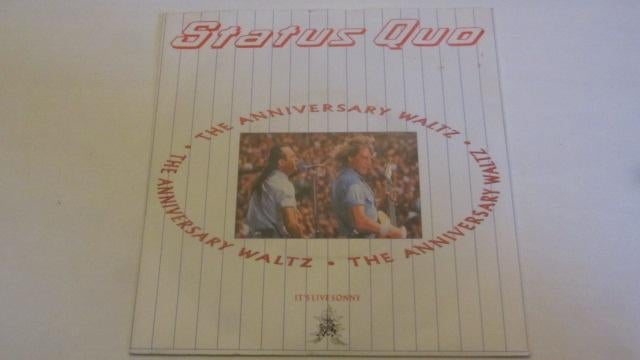 Status Quo
THE ANNIVERSARY WALTZ • THE ANNIVERSARY WALTZ • THE ANNIVERSARY WALTZ •
IT'S LIVE SONNY